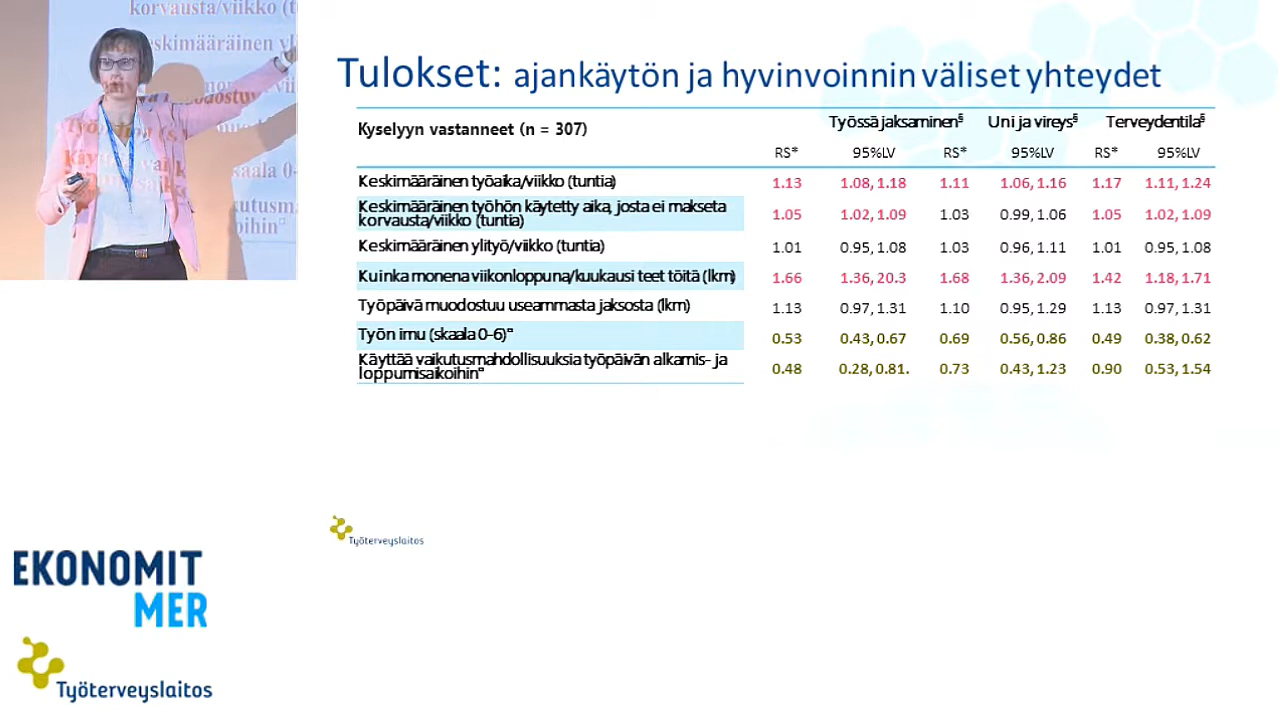 korvausta/viikko (t
eskimääräinen yli
Tulokset: ajankäytön ja hyvinvoinnin väliset yhteydet
Kyselyyn vastanneet (n = 307) Työssä jaksaminen§ Uni ja vireys§ Terveydentila§
RS* 95%LV RS* 95%LV RS* 95%LV
Keskimääräinen työaika/viikko (tuntia) 1.13 1.08, 1.18 1.11 1.06, 1.16 1.17 1.11, 1.24
Keskimääräinen työhön käytetty aika, josta ei makseta
korvausta/viikko (tuntia) 1.05 1.02, 1.09 1.03 0.99, 1.06 1.05 1.02, 1.09
Keskimääräinen ylityö/viikko (tuntia) 1.01 0.95, 1.08 1.03 0.96, 1.11 1.01 0.95, 1.08
Kuinka monena viikonloppuna/kuukausi teet töitä (lkm) 1.66 1.36, 20.3 1.68 1.36, 2.09 1.42 1.18, 1.71
Työpäivä muodostuu useammasta jaksosta (lkm) 1.13 0.97, 1.31 1.10 0.95, 1.29 1.13 0.97, 1.31
Työn imu (skaala 0-6)¤ 0.53 0.43, 0.67 0.69 0.56, 0.86 0.49 0.38, 0.62
Käyttää vaikutusmahdollisuuksia työpäivän alkamis- ja
loppumisaikoihin¤ 0.48 0.28, 0.81. 0.73 0.43, 1.23 0.90 0.53, 1.54
Työterveyslaitos
EKONOMIT
MER
Työterveyslaitos